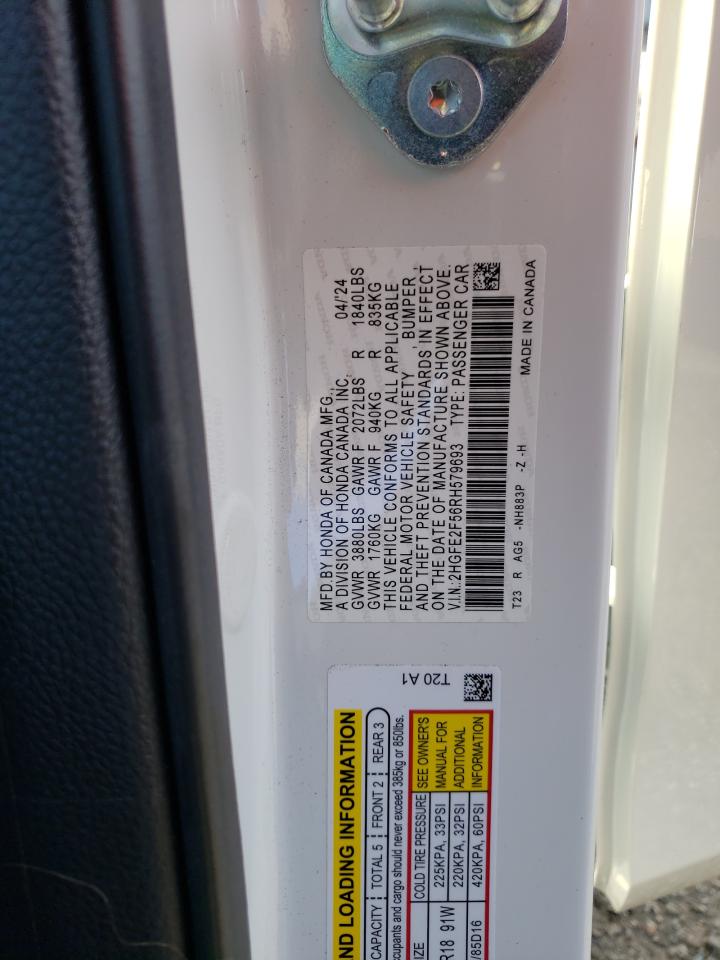 MFD.BY HONDA OF CANADA MFG.,
A DIVISION OF HONDA CANADA INC. 04/'24
GVWR 3880LBS GAWR F 2072LBS R 1840LBS
GVWR 1760KG GAWR F 940KG R 835KG
THIS VEHICLE CONFORMS TO ALL APPLICABLE
FEDERAL MOTOR VEHICLE SAFETY , BUMPER ,
AND THEFT PREVENTION STANDARDS IN EFFECT
ON THE DATE OF MANUFACTURE SHOWN ABOVE.
V.I.N.:2HGFE2F56RH579693 TYPE: PASSENGER CAR
T23 R AG5 -NH883P -Z -H MADE IN CANADA
T20 A1
LOADING INFORMATION
CAPACITY TOTAL 5 FRONT 2 REAR 3
and cargo should never exceed 385kg or 850lbs.
COLD TIRE PRESSURE SEE OWNER'S
R18 91W 225KPA, 33PSI MANUAL FOR
220KPA, 32PSI ADDITIONAL
/85D16 420KPA, 60PSI INFORMATION